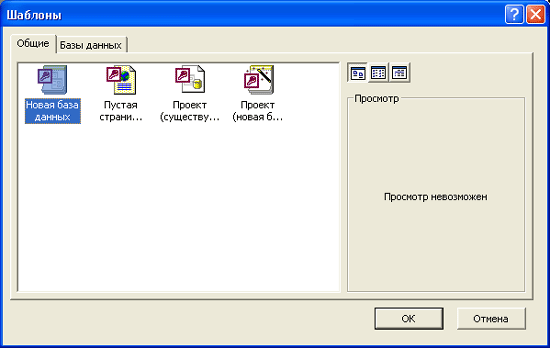 Шаблоны
Общие
Базы данных
Новая база
данных
Пустая
страни...
Проект
(существу...
Проект
(новая б...
Просмотр
Просмотр невозможен
OK
Отмена